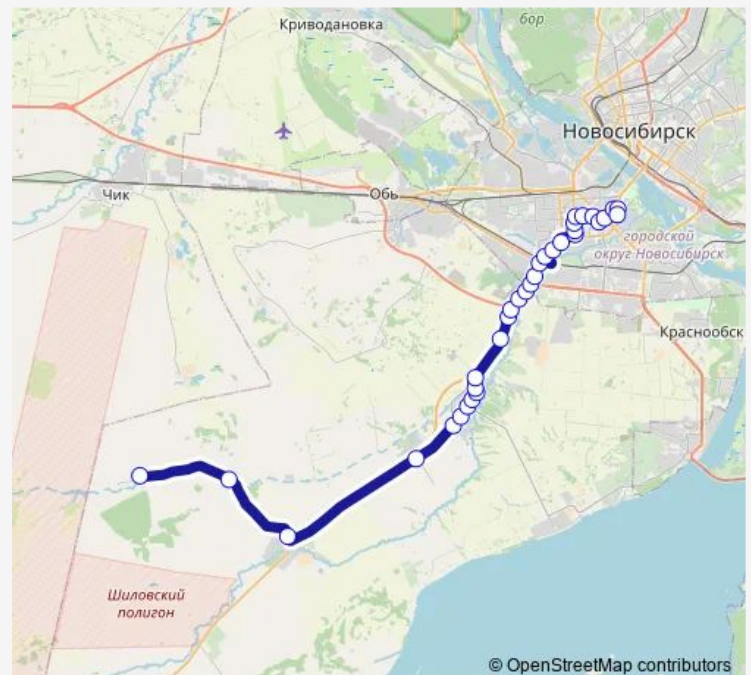 Криводановка
бор
Новосибирск
Чик
Обь
городской
округ Новосибирск
Краснообск
Шиловский
полигон
© OpenStreetMap contributors